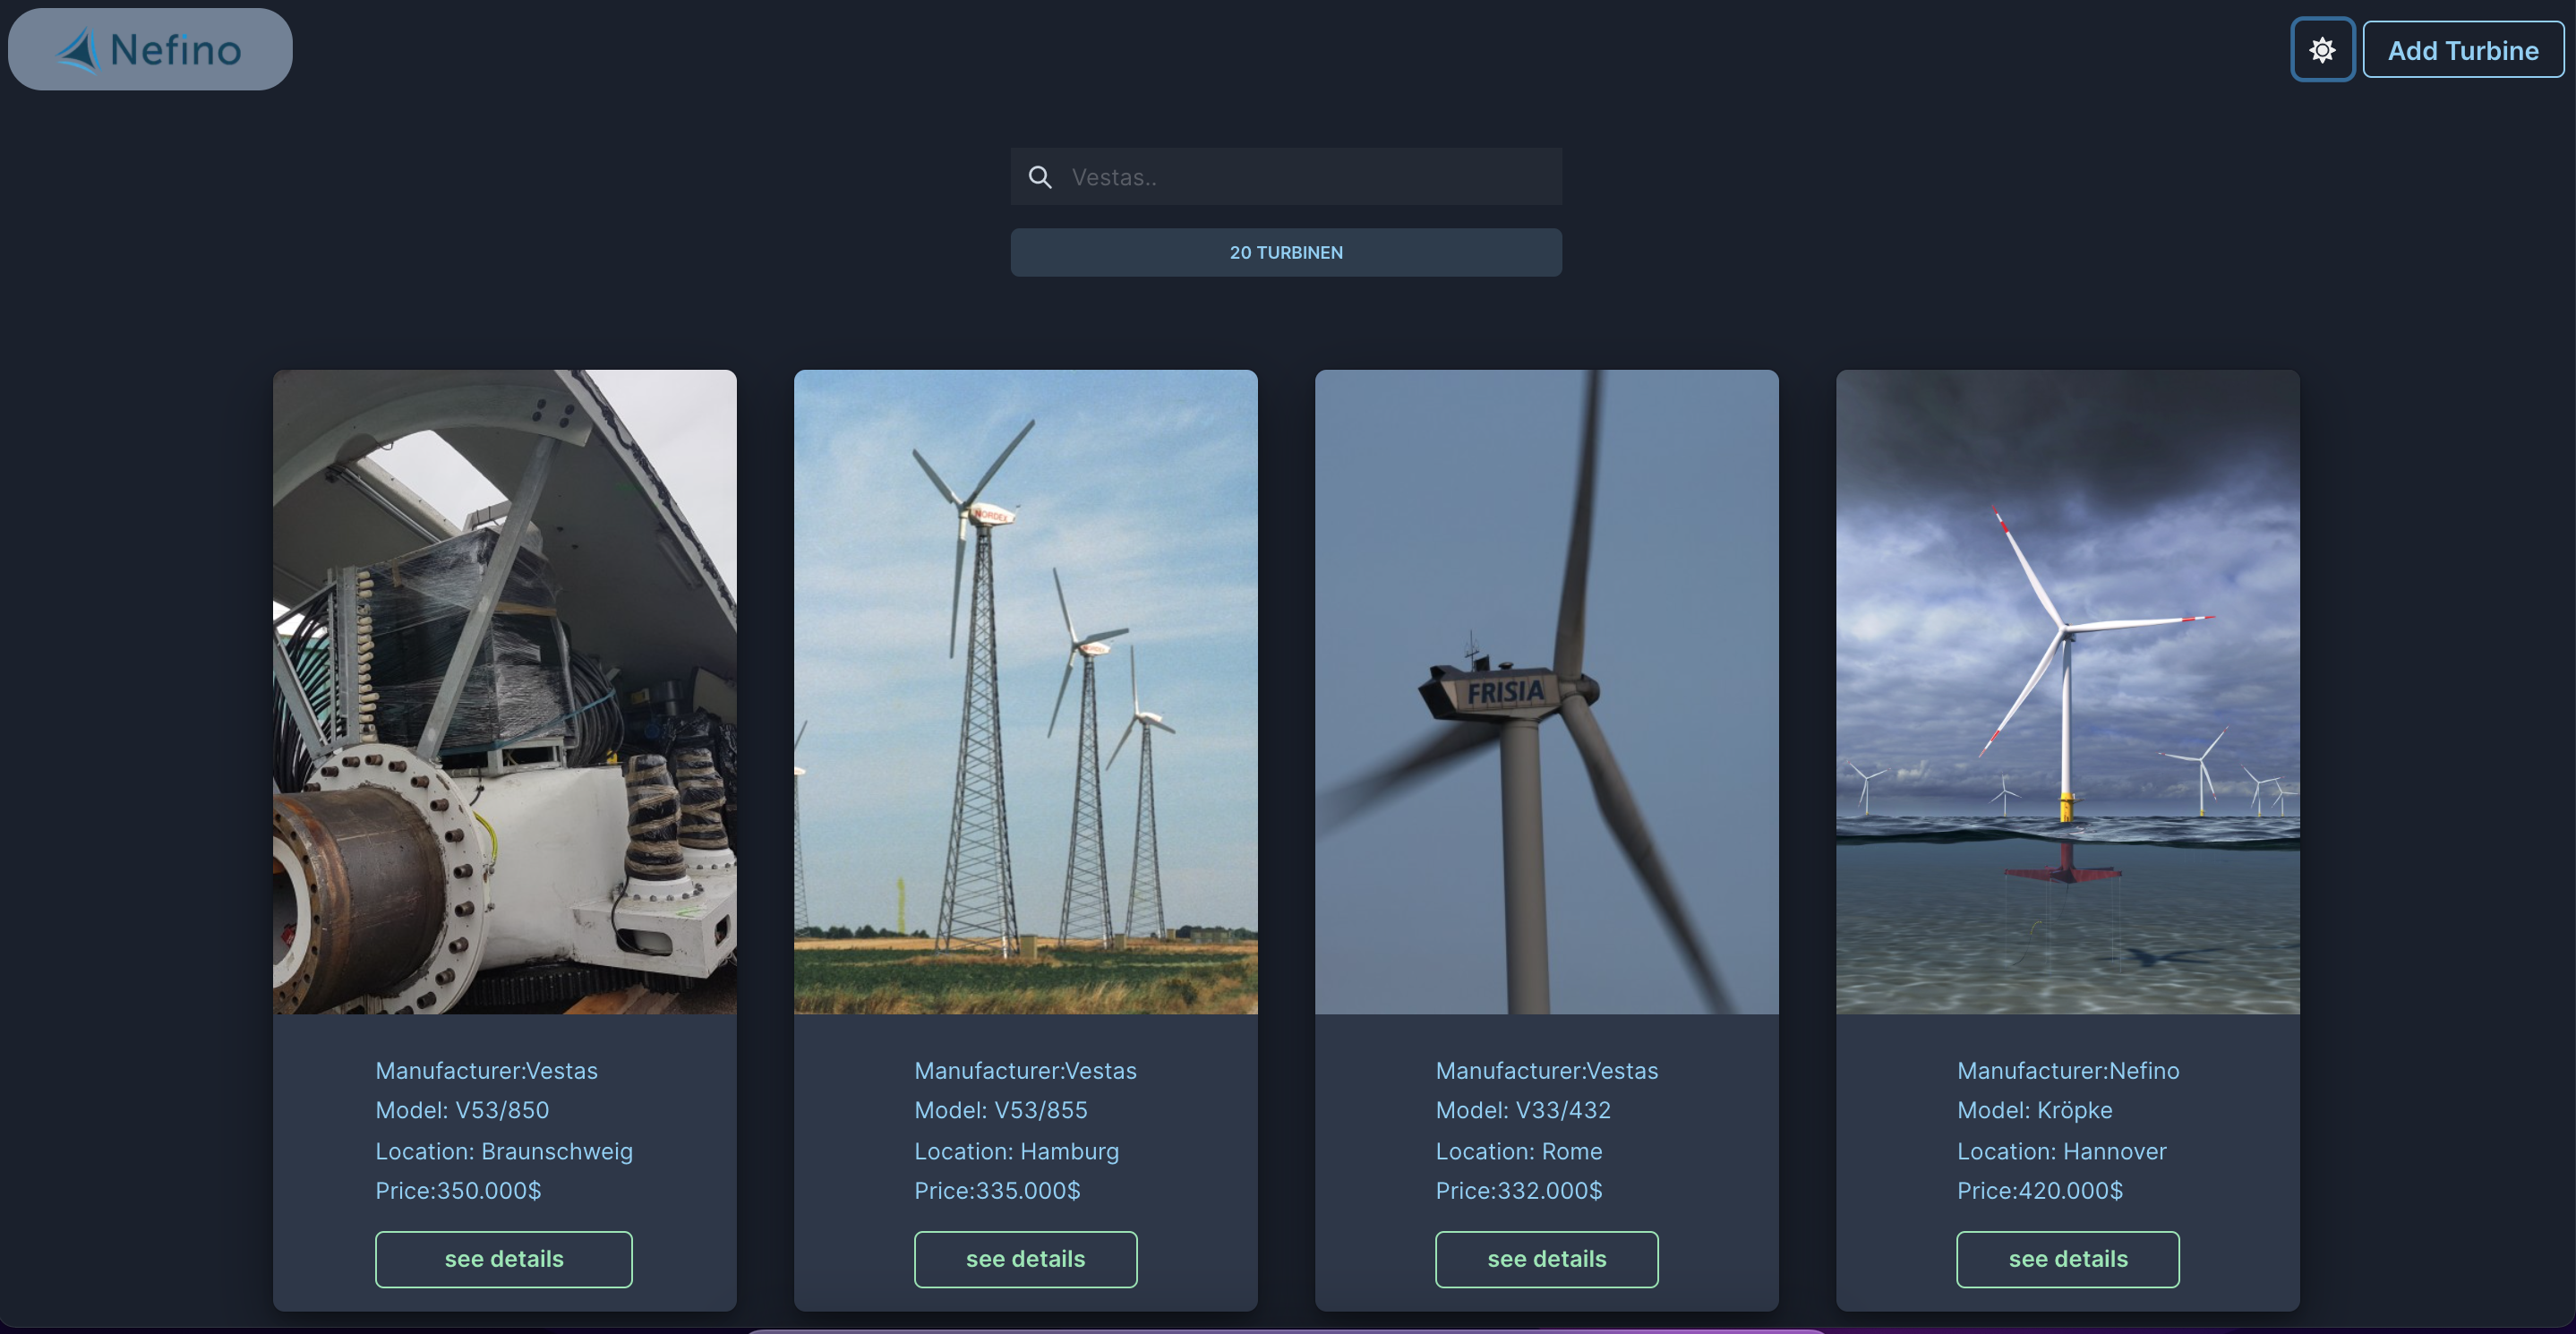 Nefino
Add Turbine
Vestas..
20 TURBINEN
NORDEX
FRISIA
Manufacturer:Vestas
Model: V53/850
Location: Braunschweig
Price:350.000$
see details
Manufacturer:Vestas
Model: V53/855
Location: Hamburg
Price:335.000$
see details
Manufacturer:Vestas
Model: V33/432
Location: Rome
Price:332.000$
see details
Manufacturer:Nefino
Model: Kröpke
Location: Hannover
Price:420.000$
see details